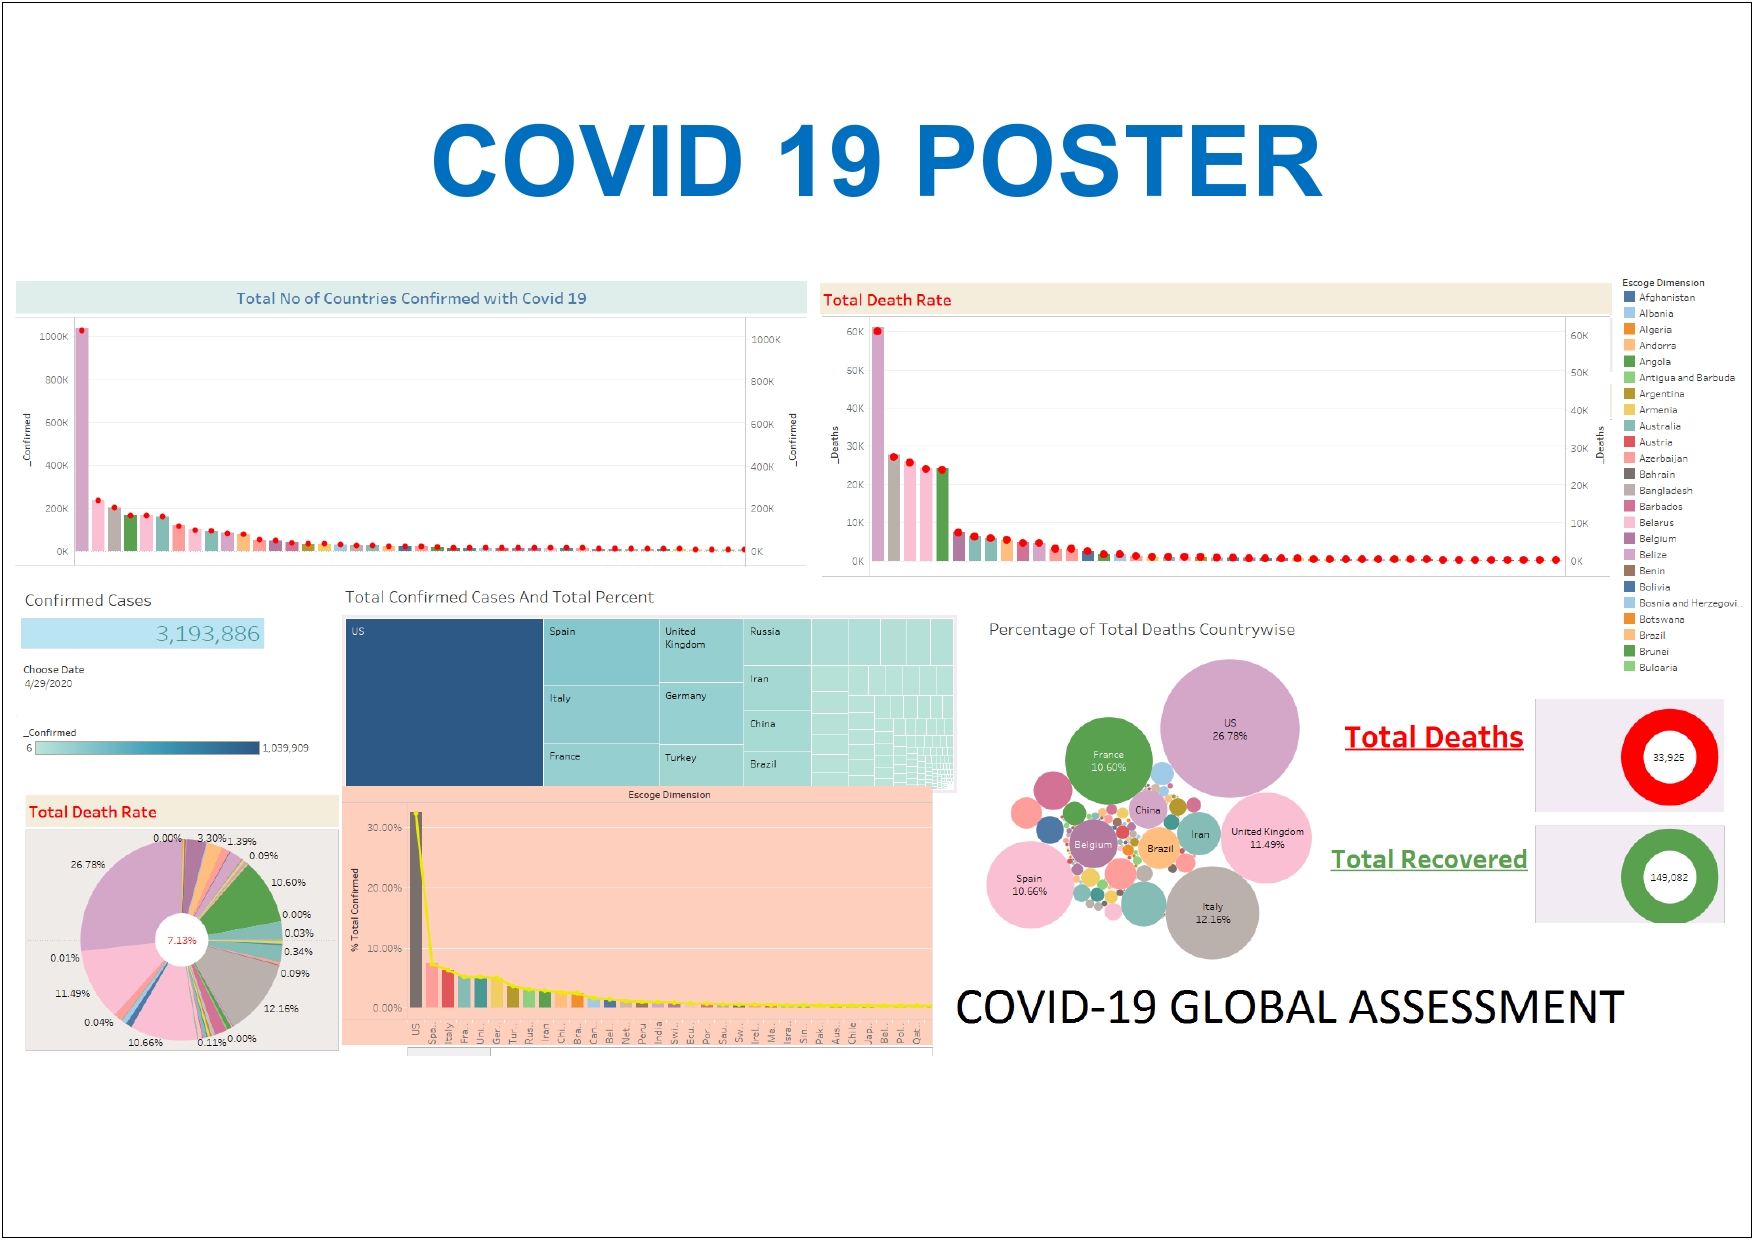 COVID 19 POSTER
Total No of Countries Confirmed with Covid 19
1000K
800K
600K
400K
200K
0K
_Confirmed
1000K
800K
600K
400K
200K
0K
_Confirmed
Total Death Rate
60K
50K
40K
30K
20K
10K
0K
_Deaths
60K
50K
40K
30K
20K
10K
0K
_Deaths
Escoge Dimension
Afghanistan
Albania
Algeria
Andorra
Angola
Antigua and Barbuda
Argentina
Armenia
Australia
Austria
Azerbaijan
Bahrain
Bangladesh
Barbados
Belarus
Belgium
Belize
Benin
Bolivia
Bosnia and Herzegovi..
Botswana
Brazil
Brunei
Bulgaria
Confirmed Cases
3,193,886
Choose Date
4/29/2020
_Confirmed
6
1,039,909
Total Confirmed Cases And Total Percent
US
Spain
Italy
France
United
Kingdom
Germany
Turkey
Russia
Iran
China
Brazil
Escoge Dimension
30.00%
20.00%
10.00%
0.00%
% Total Confirmed
US
Spa..
Italy
Fra..
Uni..
Ger..
Tur..
Rus..
Iran
Chi..
Bra..
Can..
Bel..
Net..
Peru
India
Swi..
Ecu..
Por..
Sau..
Sw..
Irel..
Me..
Isra..
Sin..
Pak..
Aus..
Chile
Jap..
Bel..
Pol..
Qat..
Total Death Rate
0.00%
3.30%
1.39%
0.09%
10.60%
0.00%
0.03%
0.34%
0.09%
12.16%
0.00%
0.11%
10.66%
0.04%
11.49%
0.01%
26.78%
7.13%
Percentage of Total Deaths Countrywise
US
26.78%
France
10.60%
China
Iran
United Kingdom
11.49%
Belgium
Brazil
Spain
10.66%
Italy
12.16%
Total Deaths
33,925
Total Recovered
149,082
COVID-19 GLOBAL ASSESSMENT